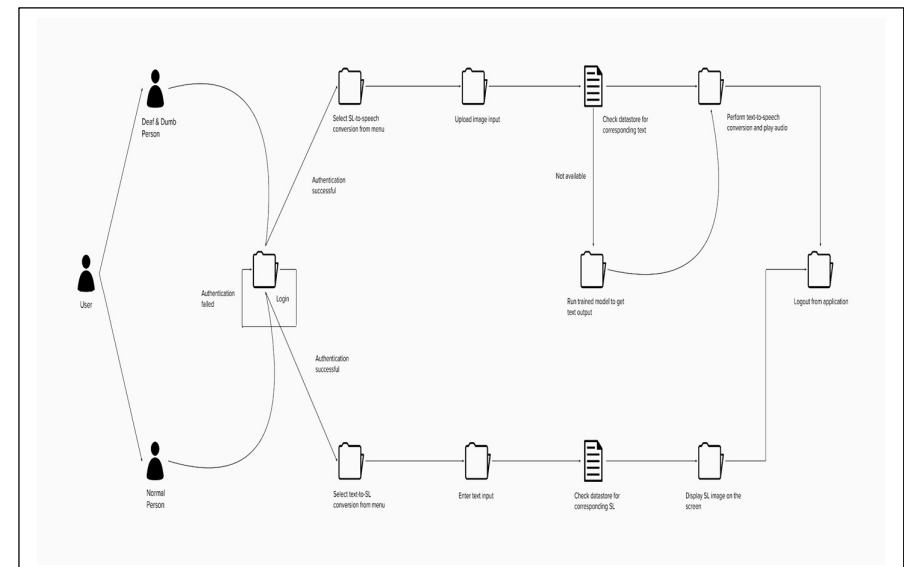 Deaf & Dumb
Person
Select SL-to-speech
conversion from menu
Upload image input
Check datastore for
corresponding text
Perform text-to-speech
conversion and play audio
Authentication
successful
Not available
User
Authentication
failed
Login
Run trained model to get
text output
Logout from application
Authentication
successful
Normal
Person
Select text-to-SL
conversion from menu
Enter text input
Check datastore for
corresponding SL
Display SL image on the
screen